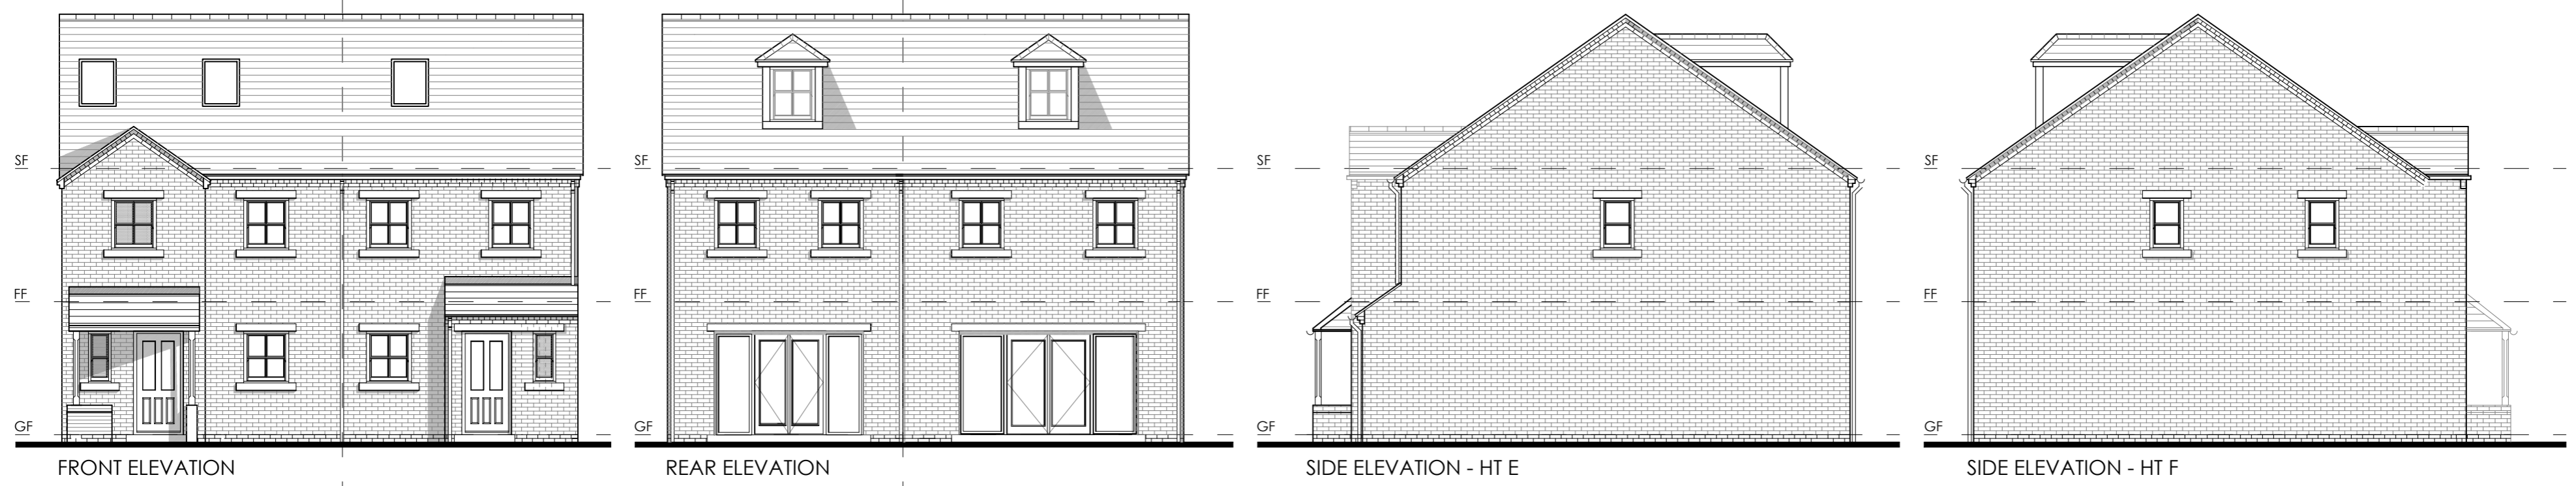 SF
FF
GF
FRONT ELEVATION
SF
FF
GF
REAR ELEVATION
SF
FF
GF
SIDE ELEVATION - HT E
SF
FF
GF
SIDE ELEVATION - HT F